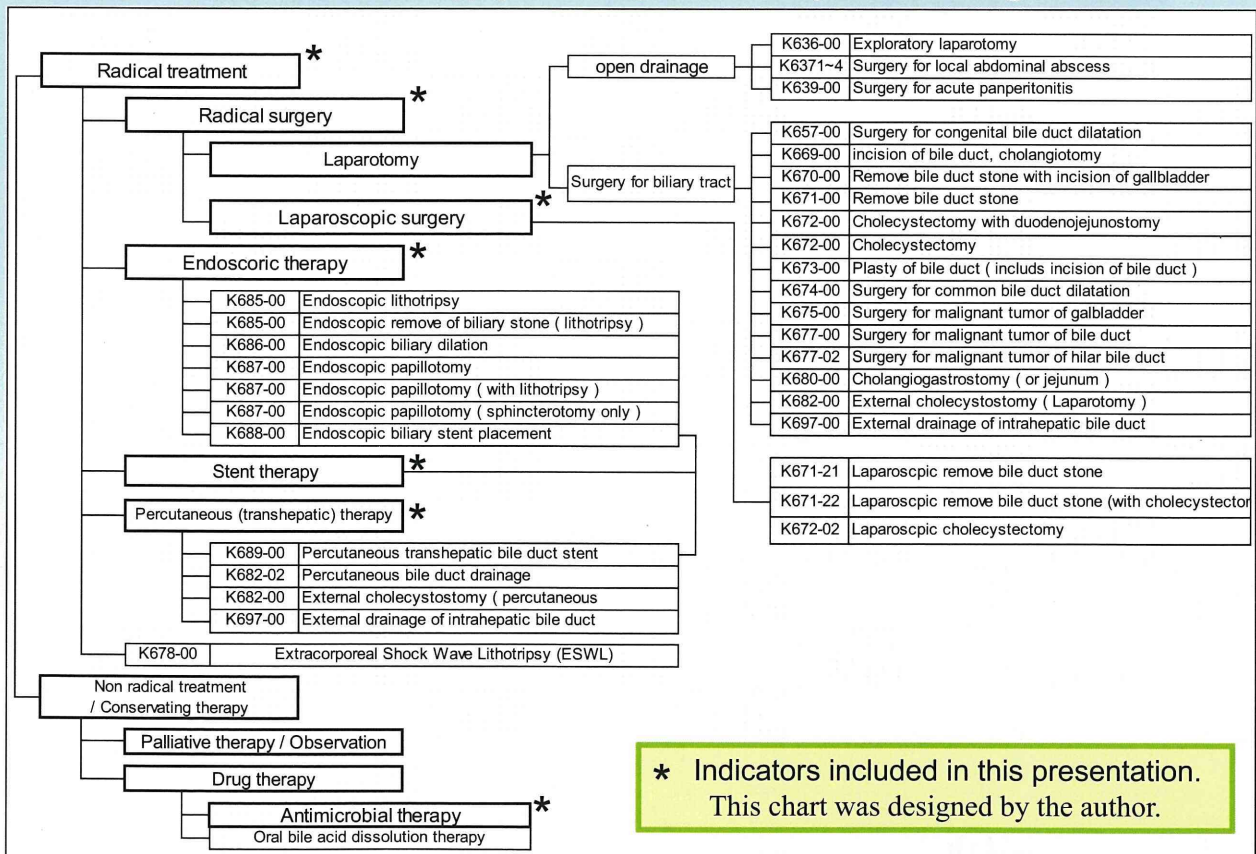 Radical treatment *
Radical surgery *
Laparotomy
open drainage
K636-00 Exploratory laparotomy
K6371~4 Surgery for local abdominal abscess
K639-00 Surgery for acute panperitonitis
Surgery for biliary tract
K657-00 Surgery for congenital bile duct dilatation
K669-00 incision of bile duct, cholangiotomy
K670-00 Remove bile duct stone with incision of gallbladder
K671-00 Remove bile duct stone
K672-00 Cholecystectomy with duodenojejunostomy
K672-00 Cholecystectomy
K673-00 Plasty of bile duct ( includs incision of bile duct )
K674-00 Surgery for common bile duct dilatation
K675-00 Surgery for malignant tumor of galbladder
K677-00 Surgery for malignant tumor of bile duct
K677-02 Surgery for malignant tumor of hilar bile duct
K680-00 Cholangiogastrostomy ( or jejunum )
K682-00 External cholecystostomy ( Laparotomy )
K697-00 External drainage of intrahepatic bile duct
Laparoscopic surgery *
K671-21 Laparoscpic remove bile duct stone
K671-22 Laparoscpic remove bile duct stone (with cholecystector
K672-02 Laparoscpic cholecystectomy
Endoscoric therapy *
K685-00 Endoscopic lithotripsy
K685-00 Endoscopic remove of biliary stone ( lithotripsy )
K686-00 Endoscopic biliary dilation
K687-00 Endoscopic papillotomy
K687-00 Endoscopic papillotomy ( with lithotripsy )
K687-00 Endoscopic papillotomy ( sphincterotomy only )
K688-00 Endoscopic biliary stent placement
Stent therapy *
Percutaneous (transhepatic) therapy *
K689-00 Percutaneous transhepatic bile duct stent
K682-02 Percutaneous bile duct drainage
K682-00 External cholecystostomy ( percutaneous
K697-00 External drainage of intrahepatic bile duct
K678-00 Extracorporeal Shock Wave Lithotripsy (ESWL)
Non radical treatment
/ Conservating therapy
Palliative therapy / Observation
Drug therapy
Antimicrobial therapy *
Oral bile acid dissolution therapy
* Indicators included in this presentation.
This chart was designed by the author.